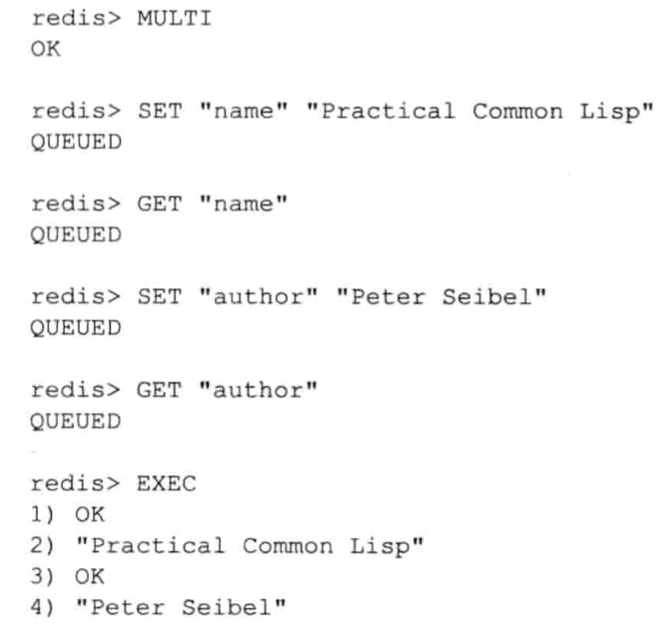 redis> MULTI
OK
redis> SET "name" "Practical Common Lisp"
QUEUED
redis> GET "name"
QUEUED
redis> SET "author" "Peter Seibel"
QUEUED
redis> GET "author"
QUEUED
redis> EXEC
1) OK
2) "Practical Common Lisp"
3) OK
4) "Peter Seibel"